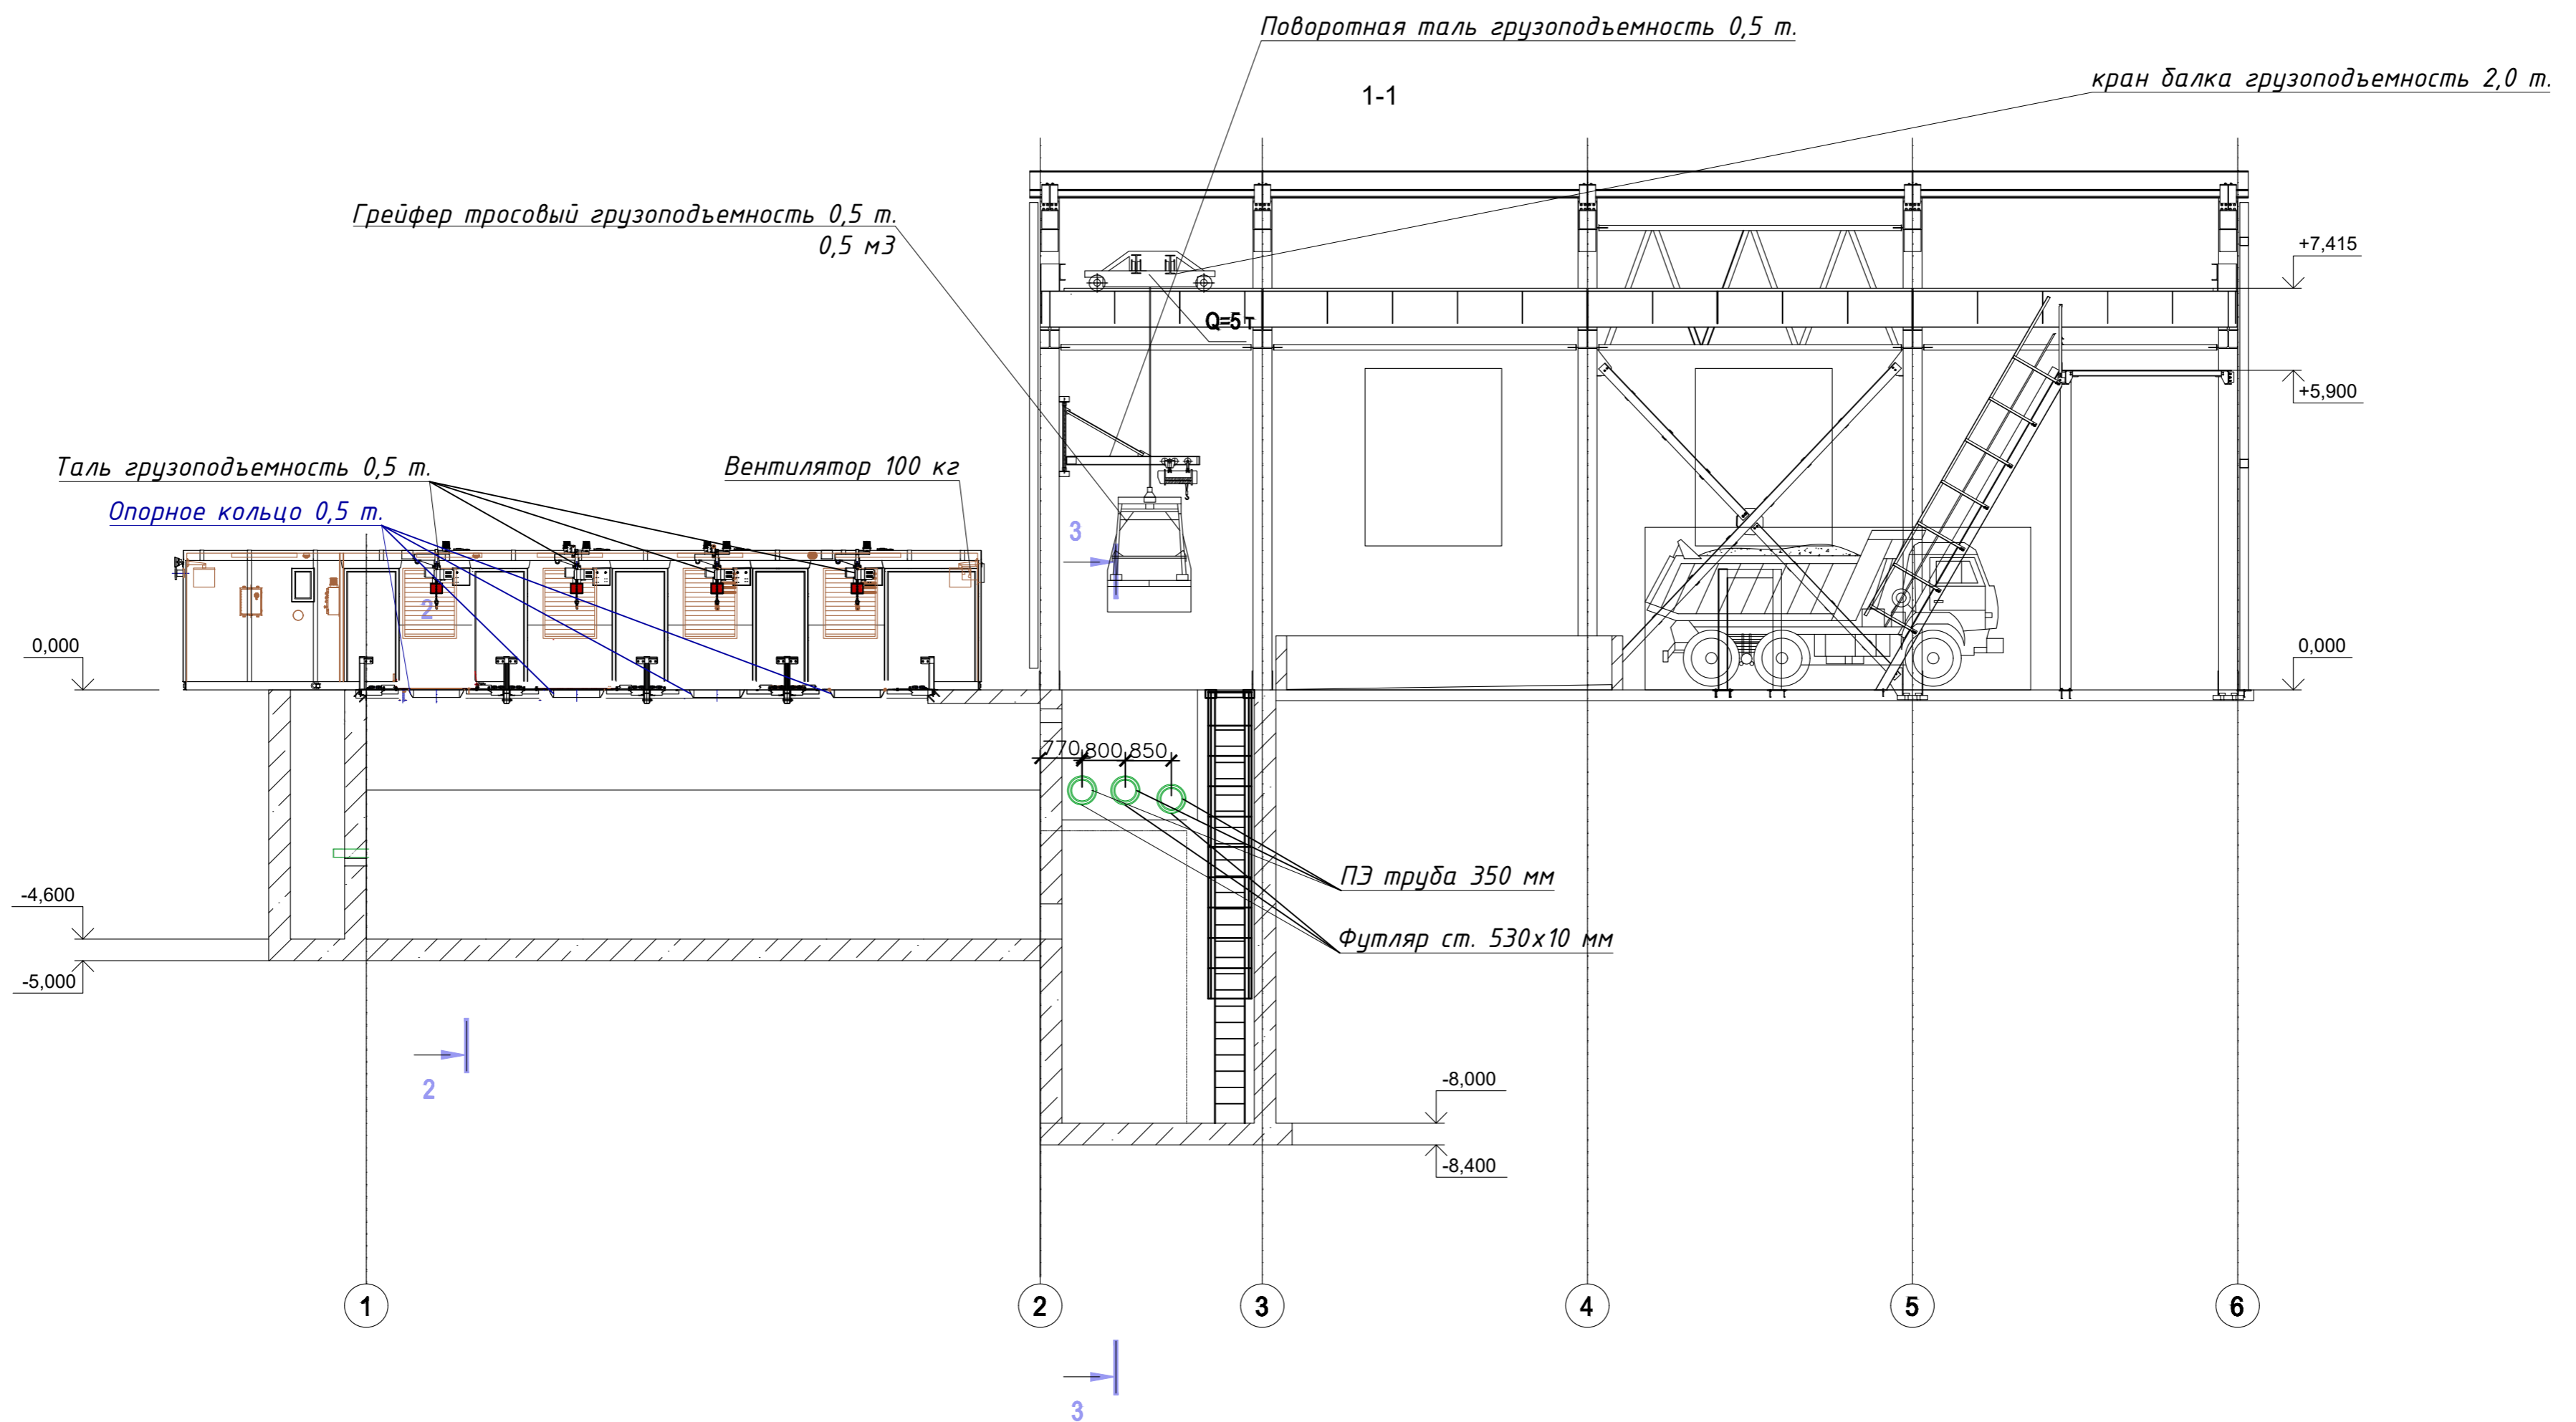 Поворотная таль грузоподъемность 0,5 т.
1-1
кран балка грузоподъемность 2,0 т.
Грейфер тросовый грузоподъемность 0,5 т.
0,5 м3
+7,415
Q=5 т
+5,900
Таль грузоподъемность 0,5 т.
Вентилятор 100 кг
Опорное кольцо 0,5 т.
3
2
0,000
0,000
770 800 850
ПЭ труба 350 мм
-4,600
Футляр ст. 530х10 мм
-5,000
2
-8,000
-8,400
1
2
3
4
5
6
3